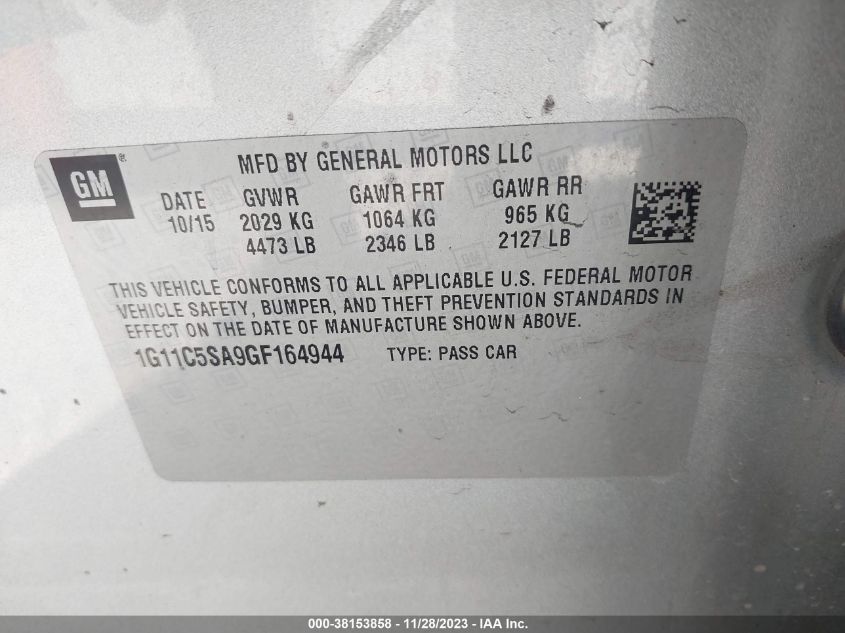 GM ®
MFD BY GENERAL MOTORS LLC
DATE GVWR GAWR FRT GAWR RR
10/15 2029 KG 1064 KG 965 KG
4473 LB 2346 LB 2127 LB
THIS VEHICLE CONFORMS TO ALL APPLICABLE U.S. FEDERAL MOTOR
VEHICLE SAFETY, BUMPER, AND THEFT PREVENTION STANDARDS IN
EFFECT ON THE DATE OF MANUFACTURE SHOWN ABOVE.
1G11C5SA9GF164944 TYPE: PASS CAR
000-38153858 - 11/28/2023 - IAA Inc.